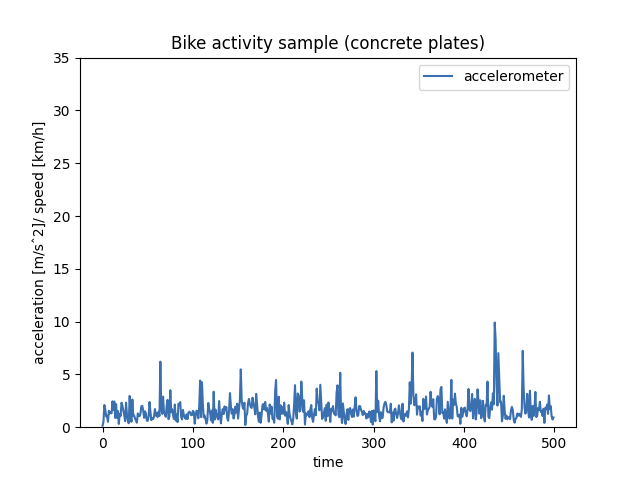 Bike activity sample (concrete plates)
accelerometer
acceleration [m/sˆ2]/ speed [km/h]
35
30
25
20
15
10
5
0
0 100 200 300 400 500
time